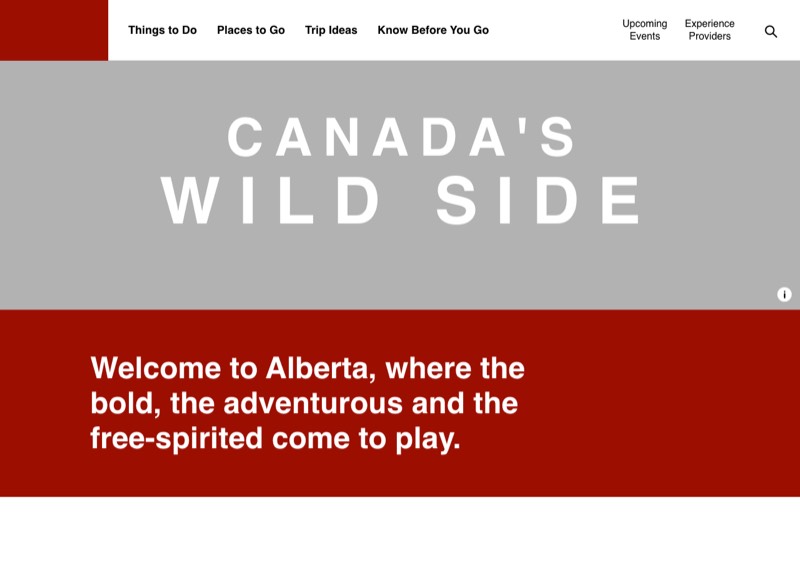 Things to Do Places to Go Trip Ideas Know Before You Go
Upcoming Events
Experience Providers
CANADA'S
WILD SIDE
i
Welcome to Alberta, where the
bold, the adventurous and the
free-spirited come to play.